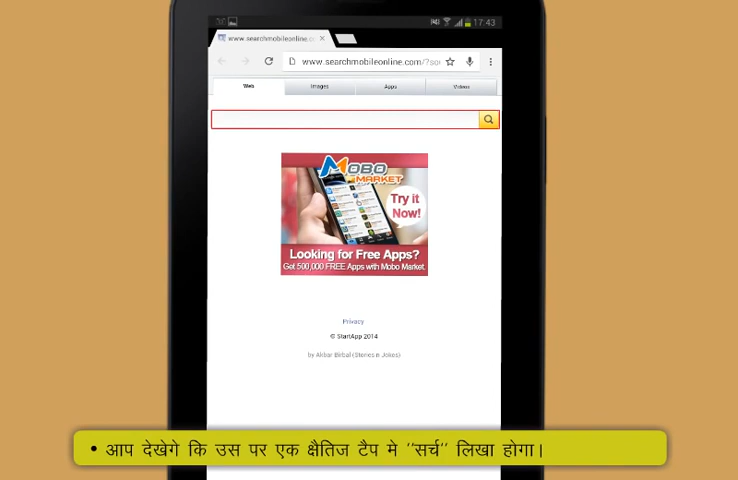 17:43
www.searchmobileonline.co
www.searchmobileonline.com/?so
Web Images Apps Videos
MOBO
MARKET
Try it
Now!
Looking for Free Apps?
Get 500,000 FREE Apps with Mobo Market.
Privacy
© StartApp 2014
by Akbar Birbal (Stories n Jokes)
• आप देखेगे कि उस पर एक क्षैतिज टैप मे "सर्च" लिखा होगा।